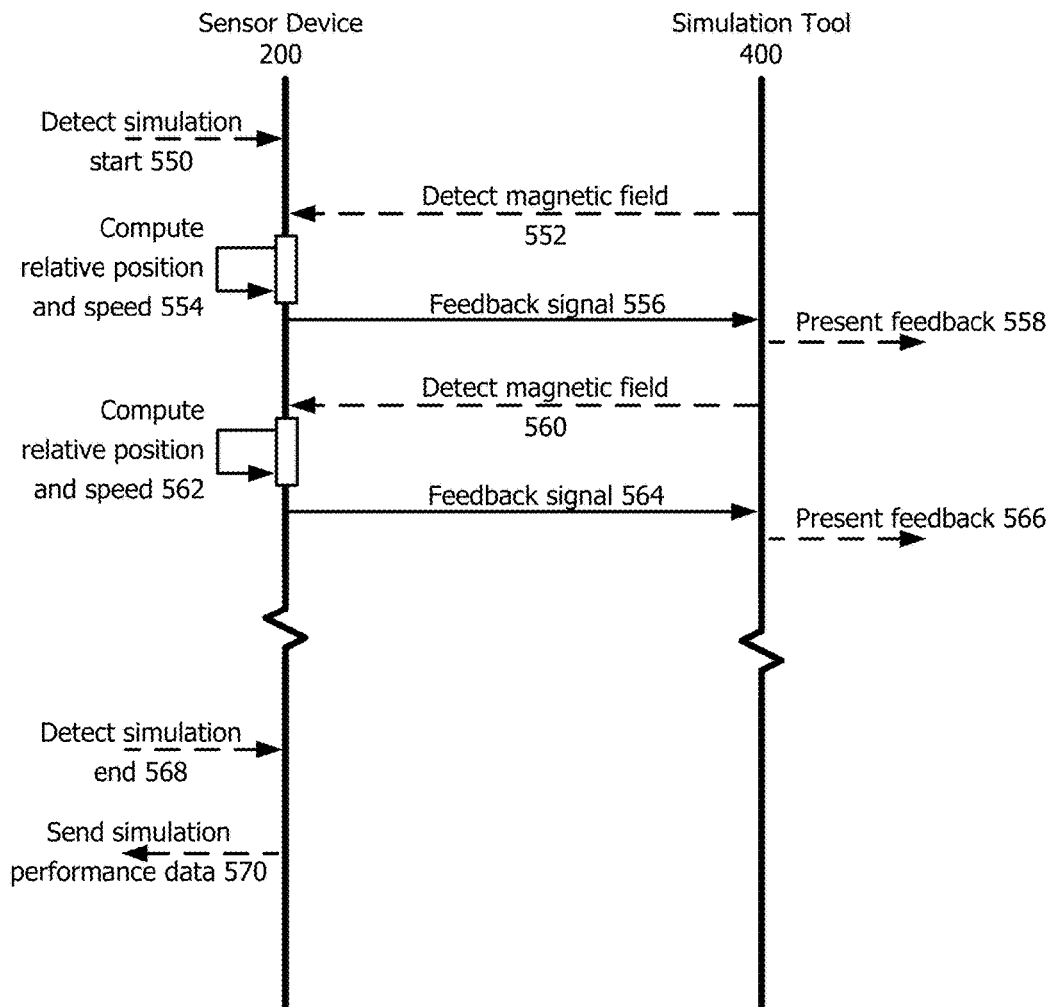 Sensor Device
200
Simulation Tool
400
Detect simulation
start 550
Detect magnetic field
552
Compute
relative position
and speed 554
Feedback signal 556
Present feedback 558
Detect magnetic field
560
Compute
relative position
and speed 562
Feedback signal 564
Present feedback 566
Detect simulation
end 568
Send simulation
performance data 570